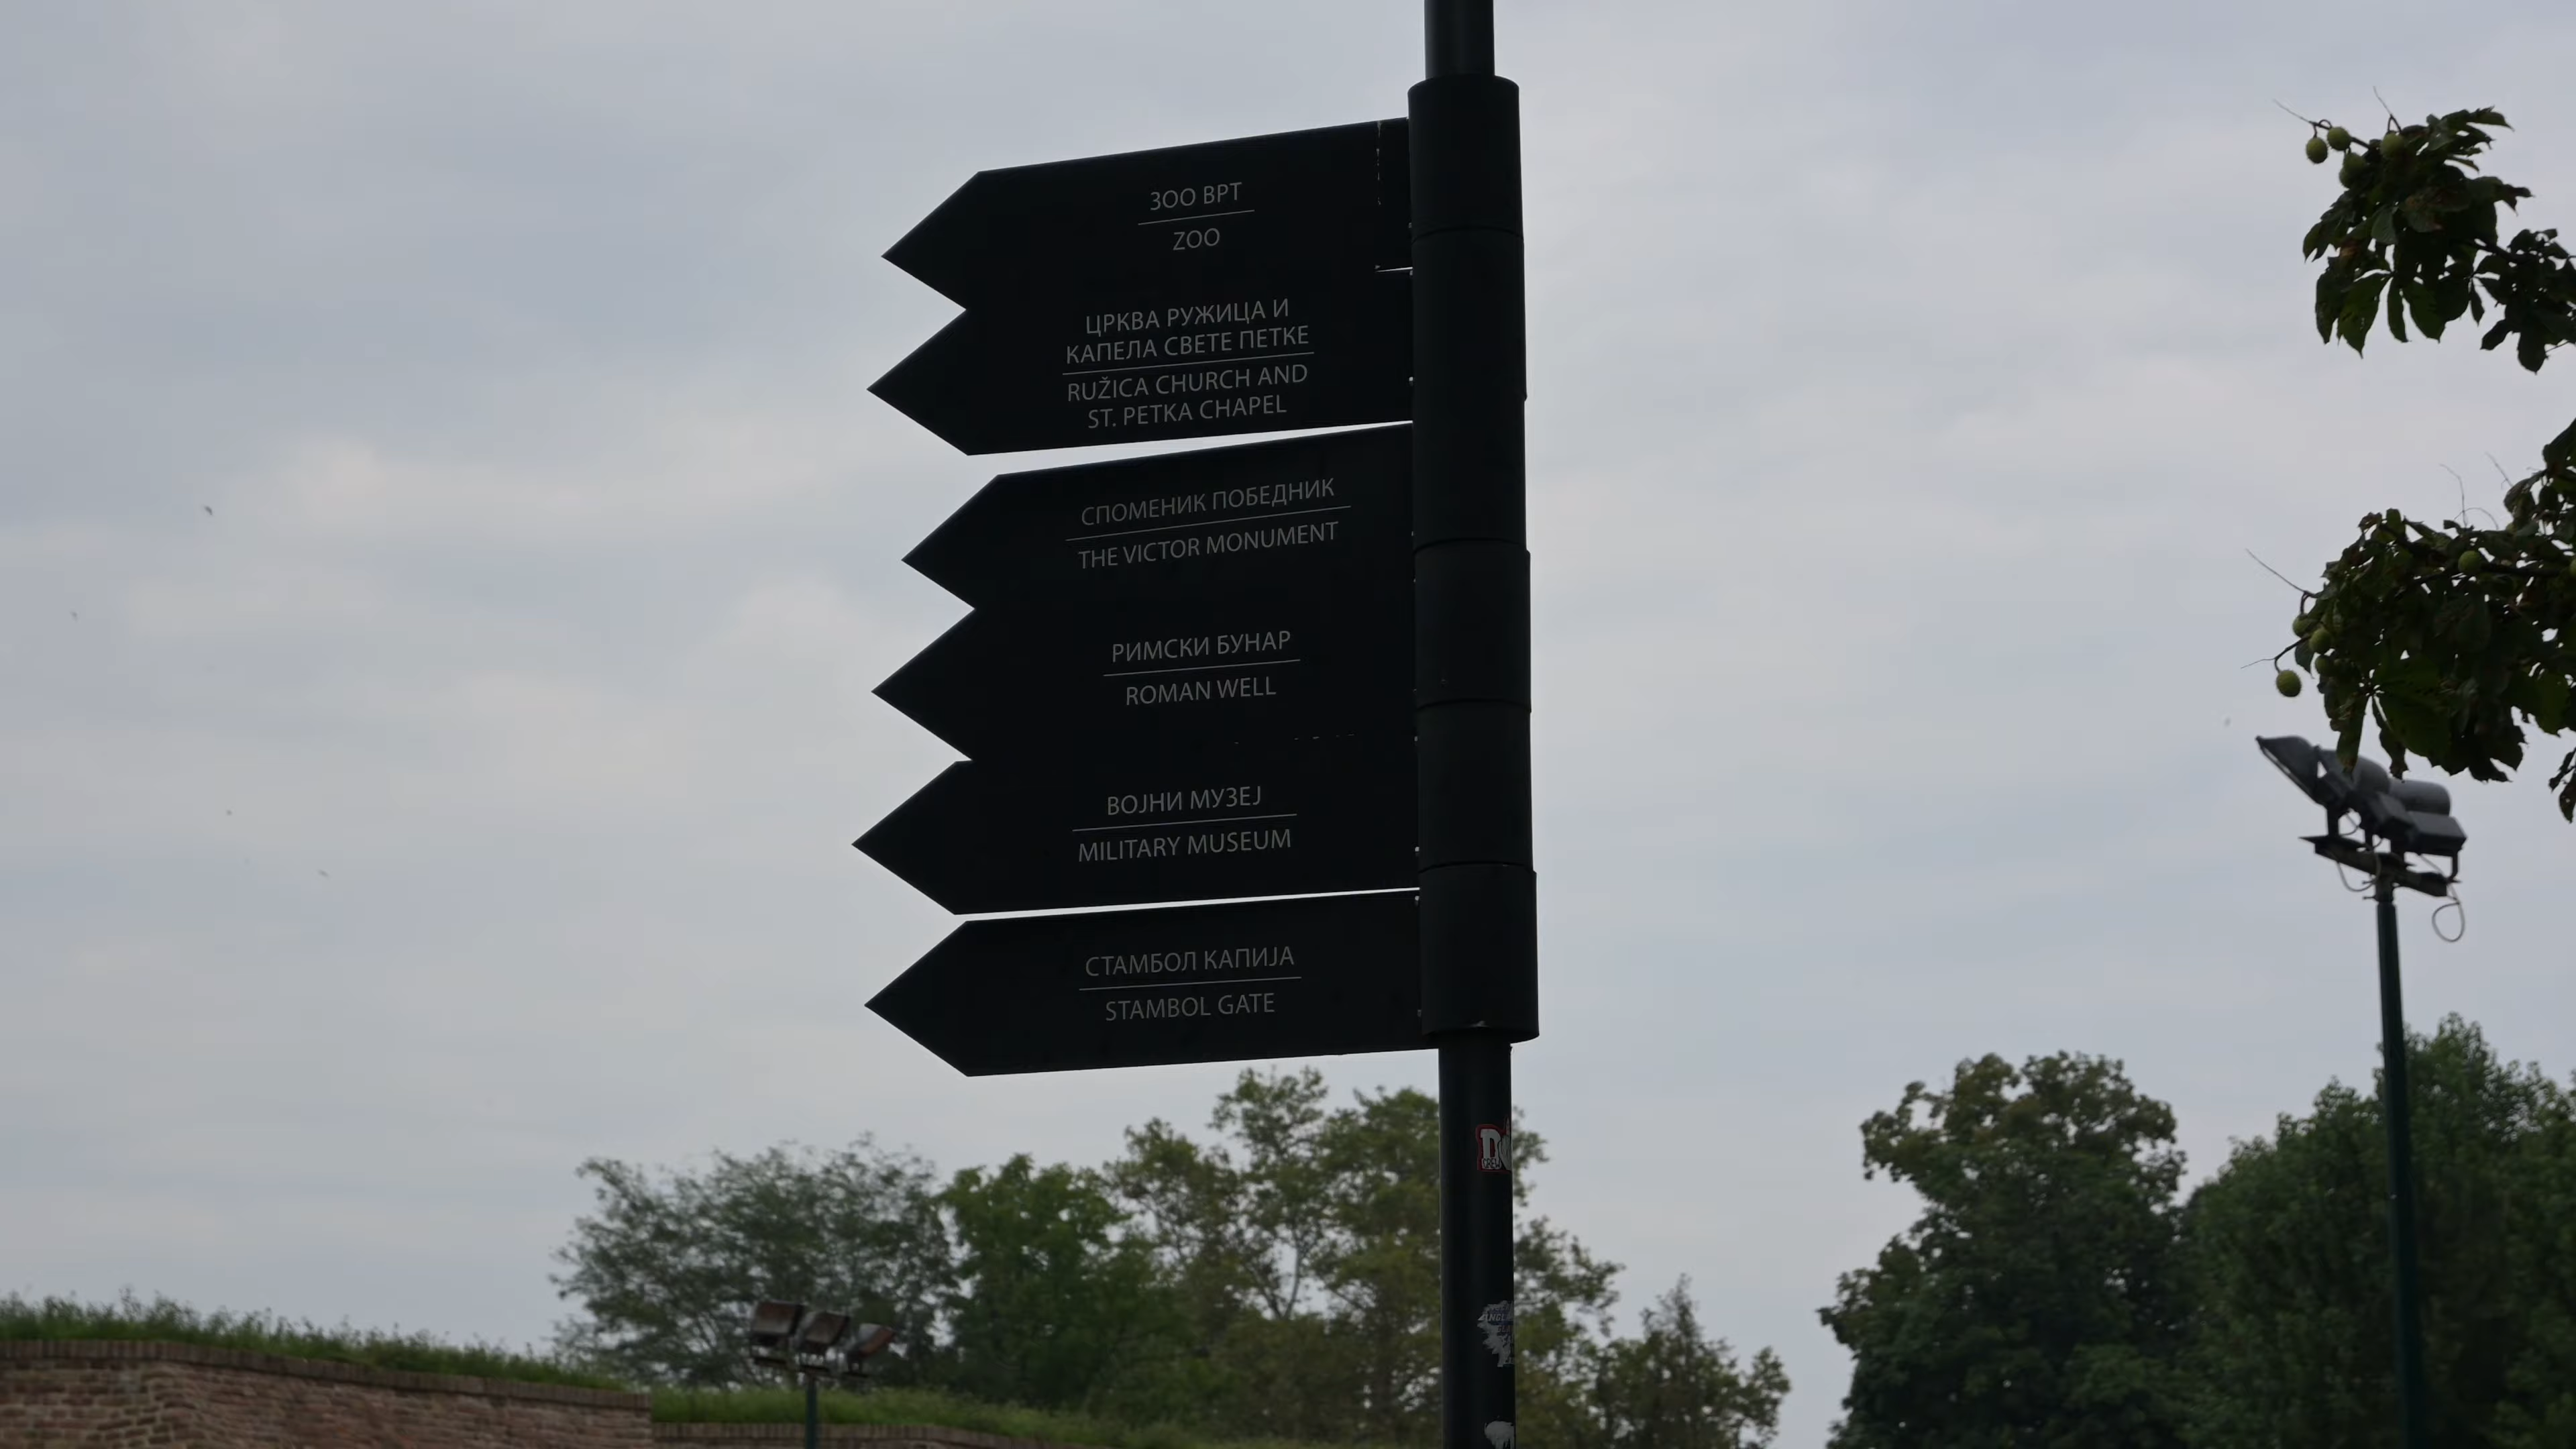 ЗОО ВРТ
ZOO
ЦРКВА РУЖИЦА И
КАПЕЛА СВЕТЕ ПЕТКЕ
RUŽICA CHURCH AND
ST. PETKA CHAPEL
СПОМЕНИК ПОБЕДНИК
THE VICTOR MONUMENT
РИМСКИ БУНАР
ROMAN WELL
ВОЈНИ МУЗЕЈ
MILITARY MUSEUM
СТАМБОЛ КАПИЈА
STAMBOL GATE